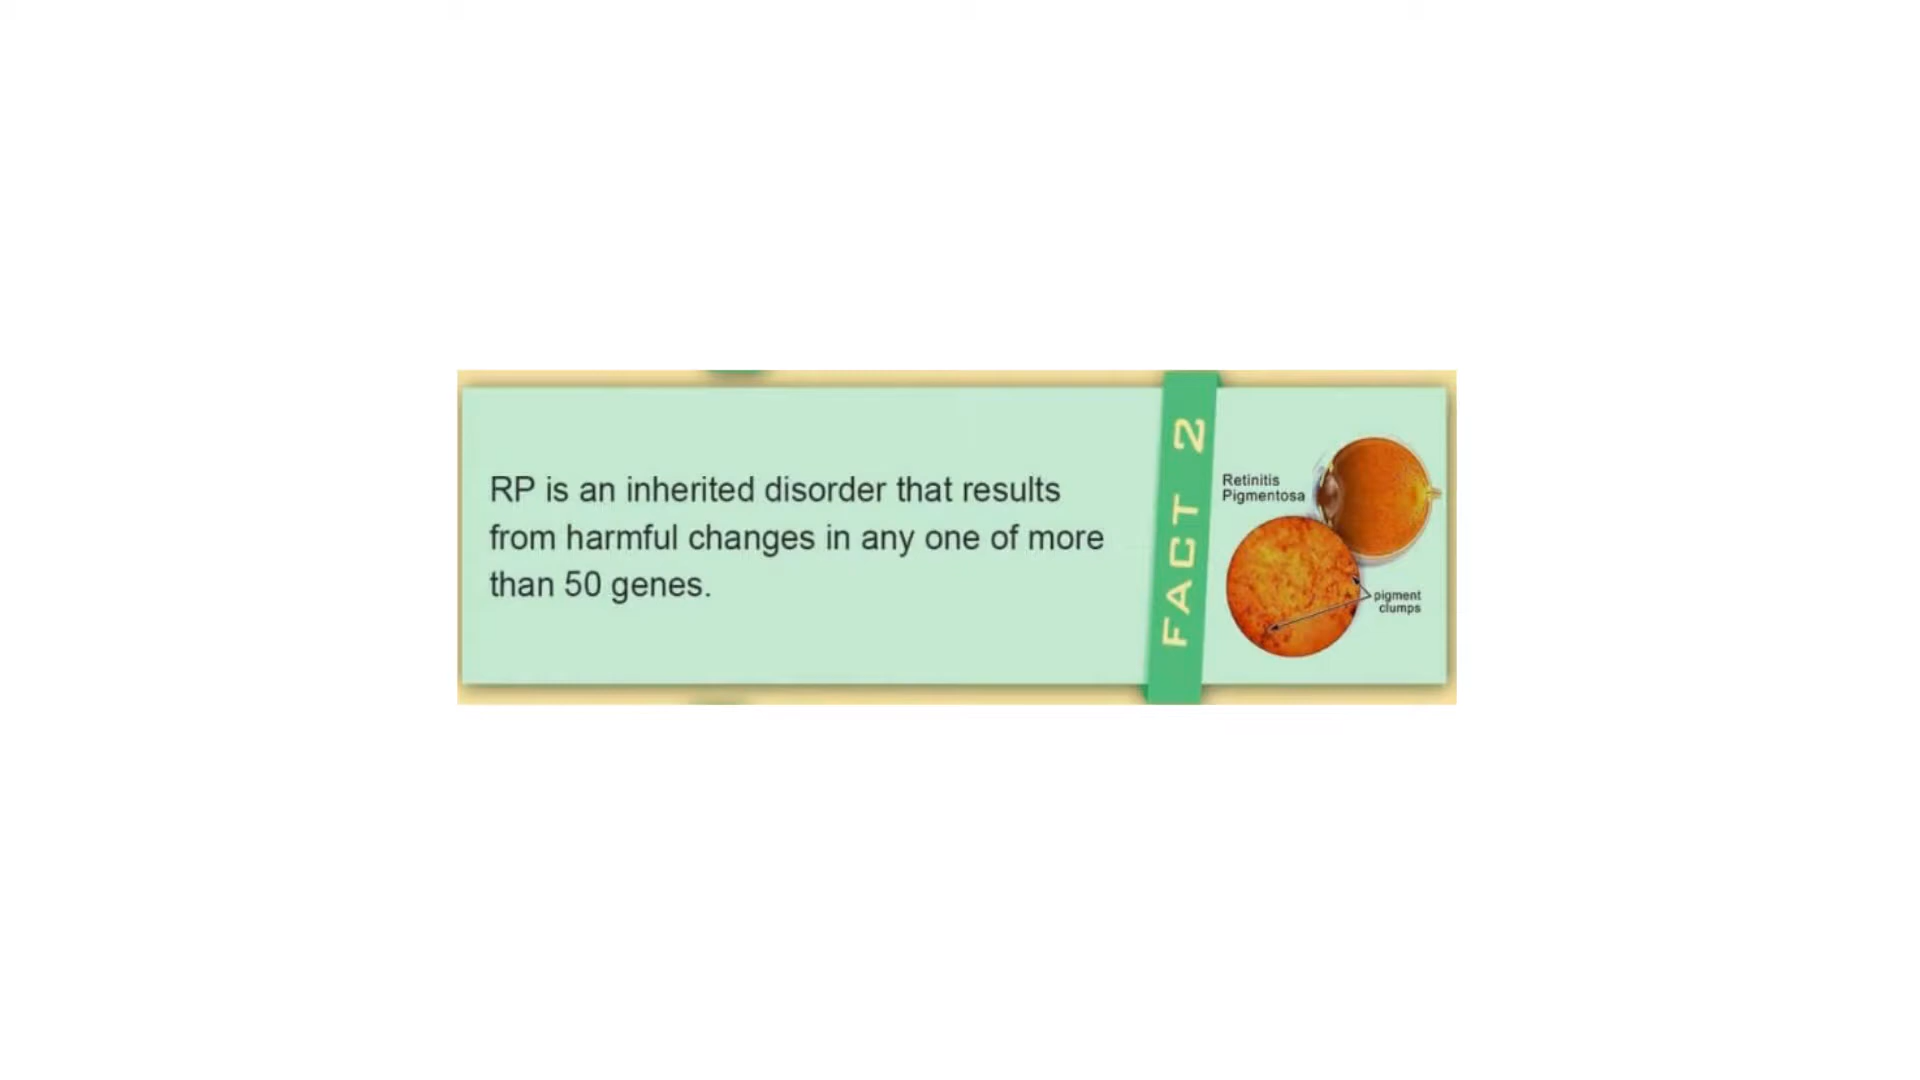 RP is an inherited disorder that results
from harmful changes in any one of more
than 50 genes.
FACT 2
Retinitis
Pigmentosa
pigment
clumps